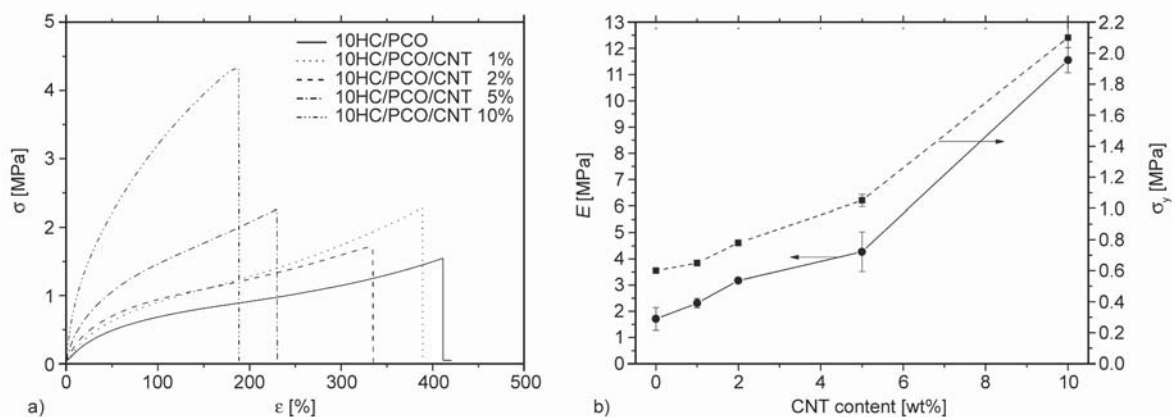 5
4
3
2
1
0
σ [MPa]
10HC/PCO
10HC/PCO/CNT 1%
10HC/PCO/CNT 2%
10HC/PCO/CNT 5%
10HC/PCO/CNT 10%
0 100 200 300 400 500
a) ε [%]
13
12
11
10
9
8
7
6
5
4
3
2
1
0
E [MPa]
2.2
2.0
1.8
1.6
1.4
1.2
1.0
0.8
0.6
0.4
0.2
0.0
σy [MPa]
0 2 4 6 8 10
b) CNT content [wt%]